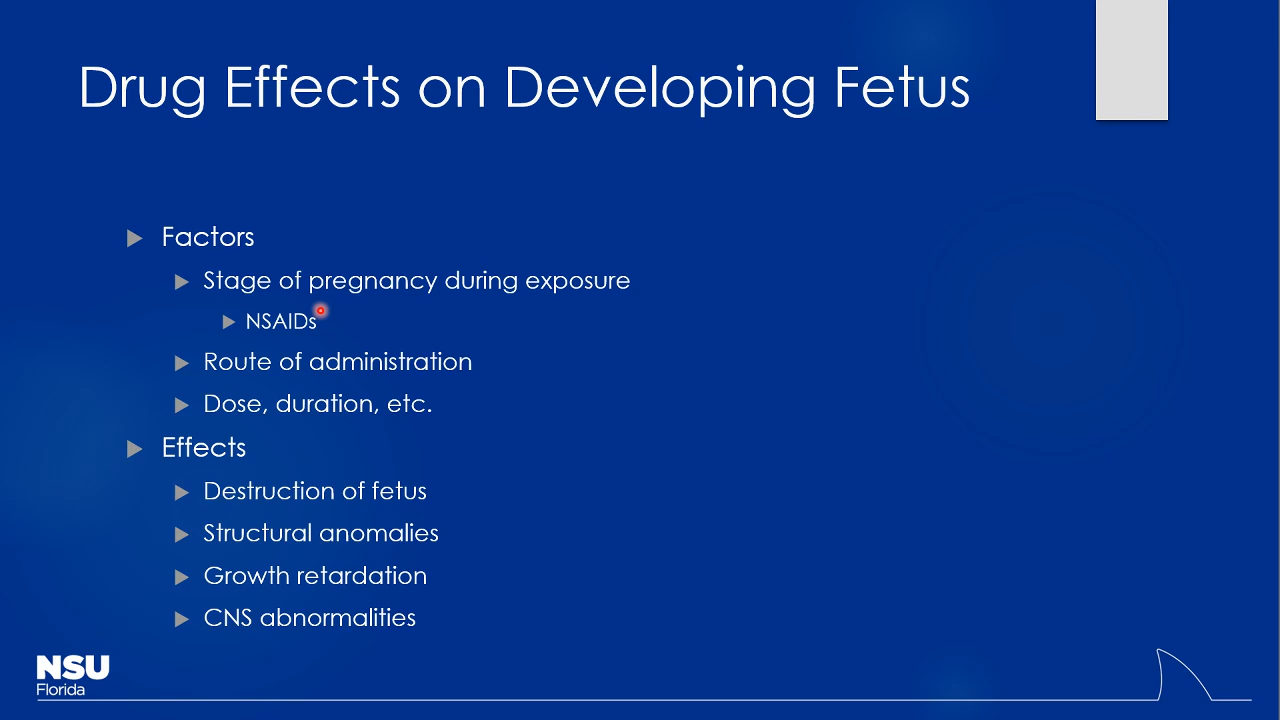 Drug Effects on Developing Fetus
Factors
Stage of pregnancy during exposure
NSAIDs
Route of administration
Dose, duration, etc.
Effects
Destruction of fetus
Structural anomalies
Growth retardation
CNS abnormalities
NSU
Florida